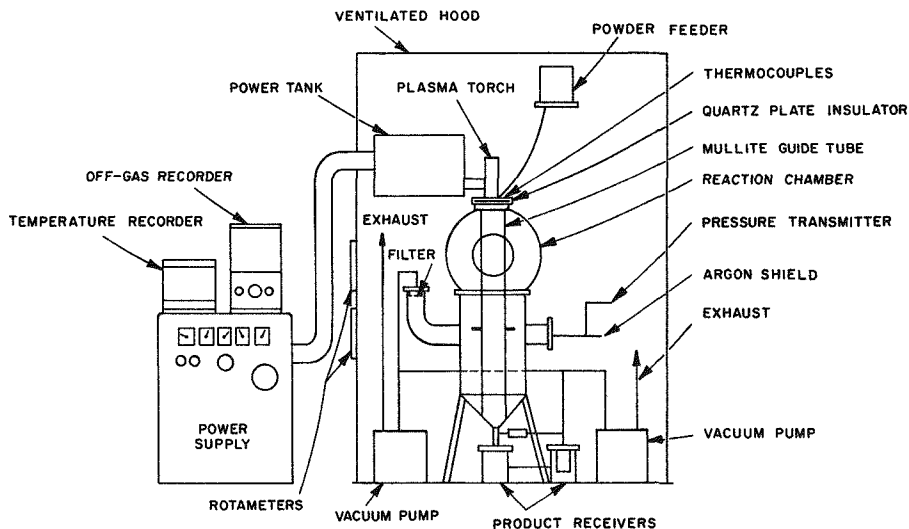 VENTILATED HOOD
POWDER FEEDER
POWER TANK
PLASMA TORCH
THERMOCOUPLES
QUARTZ PLATE INSULATOR
MULLITE GUIDE TUBE
REACTION CHAMBER
OFF-GAS RECORDER
TEMPERATURE RECORDER
EXHAUST
FILTER
PRESSURE TRANSMITTER
ARGON SHIELD
EXHAUST
POWER
SUPPLY
ROTAMETERS
VACUUM PUMP
PRODUCT RECEIVERS
VACUUM PUMP